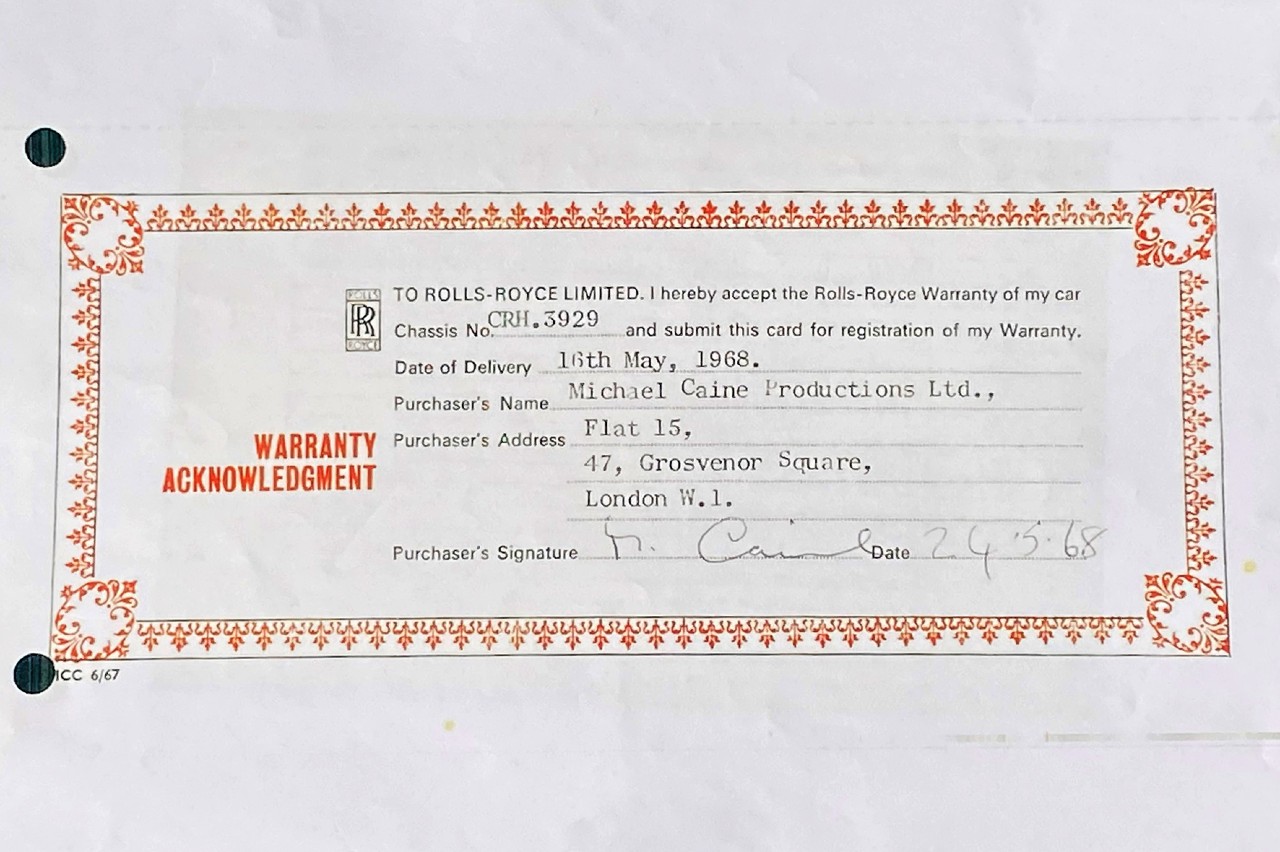 TO ROLLS-ROYCE LIMITED. I hereby accept the Rolls-Royce Warranty of my car
ROLLS
RR
ROYCE
Chassis No. CRH.3929 and submit this card for registration of my Warranty.
Date of Delivery 16th May, 1968.
Purchaser's Name Michael Caine Productions Ltd.,
WARRANTY
ACKNOWLEDGMENT
Purchaser's Address Flat 15,
47, Grosvenor Square,
London W.1.
Purchaser's Signature M. Caine Date 24.5.68
ICC 6/67